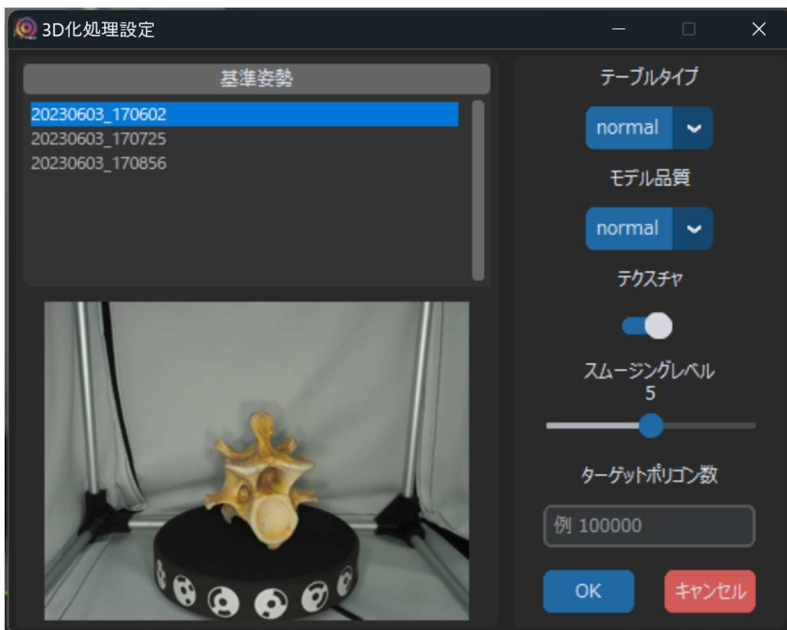 3D化処理設定
基準姿勢
20230603_170602
20230603_170725
20230603_170856
テーブルタイプ
normal
モデル品質
normal
テクスチャ
スムージングレベル
5
ターゲットポリゴン数
例 100000
OK
キャンセル